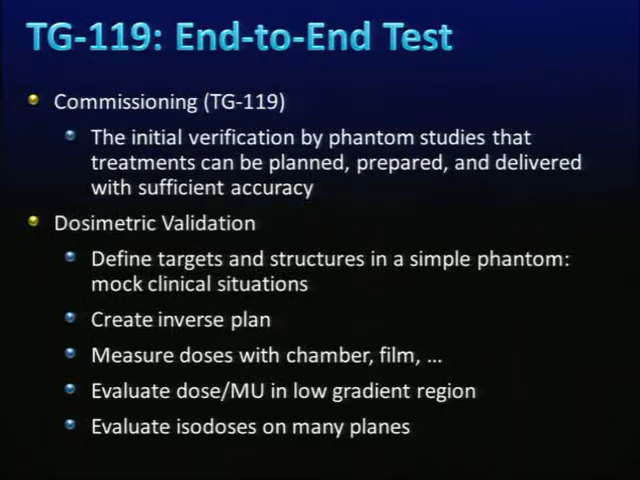 TG-119: End-to-End Test
Commissioning (TG-119)
The initial verification by phantom studies that
treatments can be planned, prepared, and delivered
with sufficient accuracy
Dosimetric Validation
Define targets and structures in a simple phantom:
mock clinical situations
Create inverse plan
Measure doses with chamber, film, …
Evaluate dose/MU in low gradient region
Evaluate isodoses on many planes